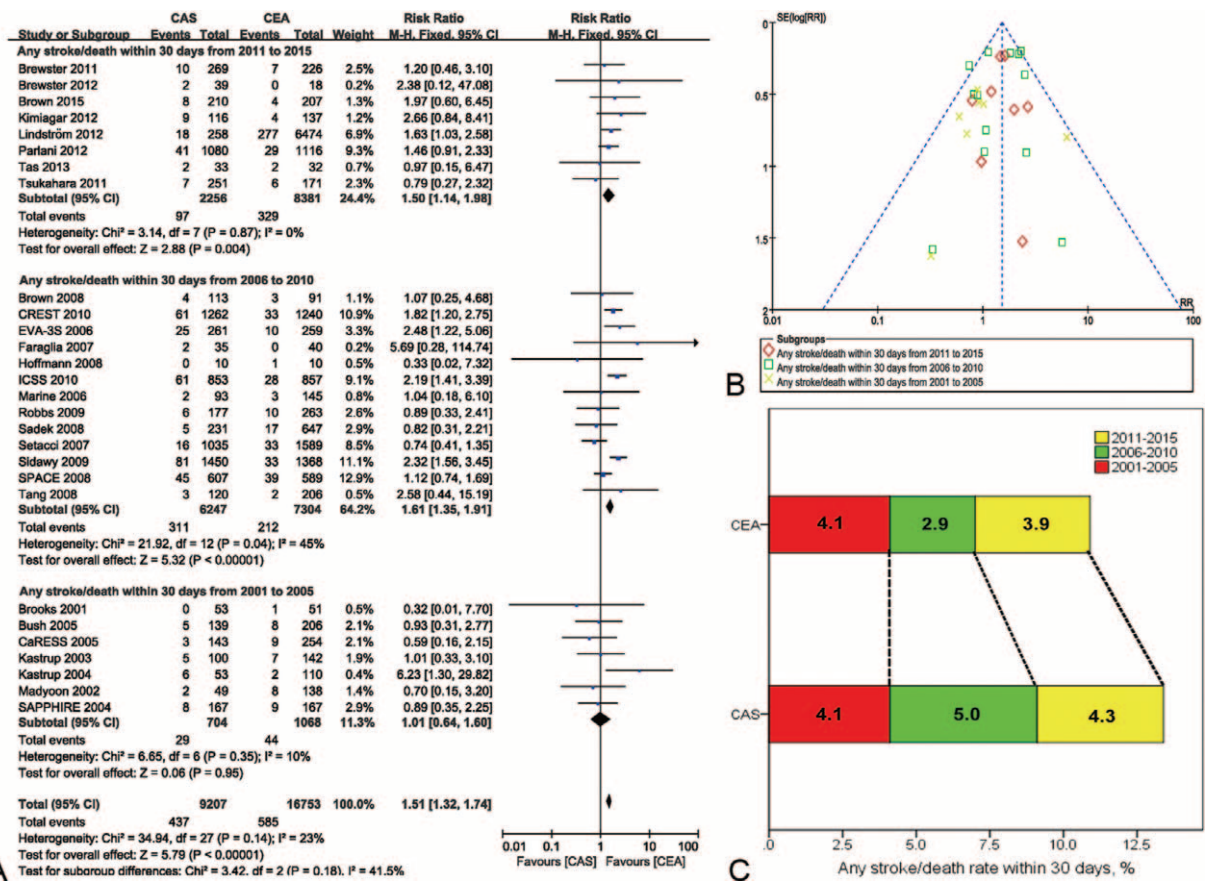 CAS CEA Risk Ratio Risk Ratio
Study or Subgroup Events Total Events Total Weight M-H. Fixed. 95% CI M-H. Fixed. 95% CI
Any stroke/death within 30 days from 2011 to 2015
Brewster 2011 10 269 7 226 2.5% 1.20 [0.46, 3.10]
Brewster 2012 2 39 0 18 0.2% 2.38 [0.12, 47.08]
Brown 2015 8 210 4 207 1.3% 1.97 [0.60, 6.45]
Kimiagar 2012 9 116 4 137 1.2% 2.66 [0.84, 8.41]
Lindström 2012 18 258 277 6474 6.9% 1.63 [1.03, 2.58]
Parlani 2012 41 1080 29 1116 9.2% 1.46 [0.91, 2.33]
Tas 2013 2 33 2 32 0.7% 0.97 [0.15, 6.47]
Tsukahara 2011 7 251 6 171 2.3% 0.79 [0.27, 2.32]
Subtotal (95% CI) 2256 8381 24.4% 1.50 [1.14, 1.98]
Total events 97 329
Heterogeneity: Chi² = 3.14, df = 7 (P = 0.87); I² = 0%
Test for overall effect: Z = 2.88 (P = 0.004)
Any stroke/death within 30 days from 2006 to 2010
Brown 2008 4 113 3 91 1.1% 1.07 [0.25, 4.68]
CREST 2010 61 1262 33 1240 10.9% 1.82 [1.20, 2.75]
EVA-3S 2006 25 261 10 259 3.3% 2.48 [1.22, 5.06]
Faraglia 2007 2 35 0 40 0.2% 5.69 [0.28, 114.74]
Hoffmann 2008 0 10 1 10 0.5% 0.33 [0.02, 7.32]
ICSS 2010 61 853 28 857 9.1% 2.19 [1.41, 3.39]
Marine 2006 2 93 3 145 0.8% 1.04 [0.18, 6.10]
Robbs 2009 6 177 10 263 2.6% 0.89 [0.33, 2.41]
Sadek 2008 5 231 17 647 2.9% 0.82 [0.31, 2.21]
Setacci 2007 16 1035 33 1589 8.5% 0.74 [0.41, 1.35]
Sidawy 2009 81 1450 33 1368 11.1% 2.32 [1.56, 3.45]
SPACE 2008 45 607 39 589 12.9% 1.12 [0.74, 1.69]
Tang 2008 3 120 2 206 0.5% 2.58 [0.44, 15.19]
Subtotal (95% CI) 6247 7304 64.2% 1.61 [1.35, 1.91]
Total events 311 212
Heterogeneity: Chi² = 21.92, df = 12 (P = 0.04); I² = 45%
Test for overall effect: Z = 5.32 (P < 0.00001)
Any stroke/death within 30 days from 2001 to 2005
Brooks 2001 0 53 1 51 0.5% 0.32 [0.01, 7.70]
Bush 2005 5 139 8 206 2.1% 0.93 [0.31, 2.77]
CaRESS 2005 3 143 9 254 2.1% 0.59 [0.16, 2.15]
Kastrup 2003 5 100 7 142 1.9% 1.01 [0.33, 3.10]
Kastrup 2004 6 53 2 110 0.4% 6.23 [1.30, 29.82]
Madyoon 2002 2 49 8 138 1.4% 0.70 [0.15, 3.20]
SAPPHIRE 2004 8 167 9 167 2.9% 0.89 [0.35, 2.25]
Subtotal (95% CI) 704 1068 11.3% 1.01 [0.64, 1.60]
Total events 29 44
Heterogeneity: Chi² = 6.65, df = 6 (P = 0.35); I² = 10%
Test for overall effect: Z = 0.06 (P = 0.95)
Total (95% CI) 9207 16753 100.0% 1.51 [1.32, 1.74]
Total events 437 585
Heterogeneity: Chi² = 34.94, df = 27 (P = 0.14); I² = 23%
Test for overall effect: Z = 5.79 (P < 0.00001)
Test for subgroup differences: Chi² = 3.42, df = 2 (P = 0.18), I² = 41.5%
0.01 0.1 1 10 100
Favours [CAS] Favours [CEA]
A
SE(log[RR])
0
0.5
1
1.5
2
0.01 0.1 1 10 100
RR
Subgroups
Any stroke/death within 30 days from 2011 to 2015
Any stroke/death within 30 days from 2006 to 2010
Any stroke/death within 30 days from 2001 to 2005
B
2011-2015
2006-2010
2001-2005
CEA 4.1 2.9 3.9
CAS 4.1 5.0 4.3
0 2.5 5.0 7.5 10.0 12.5
Any stroke/death rate within 30 days, %
C